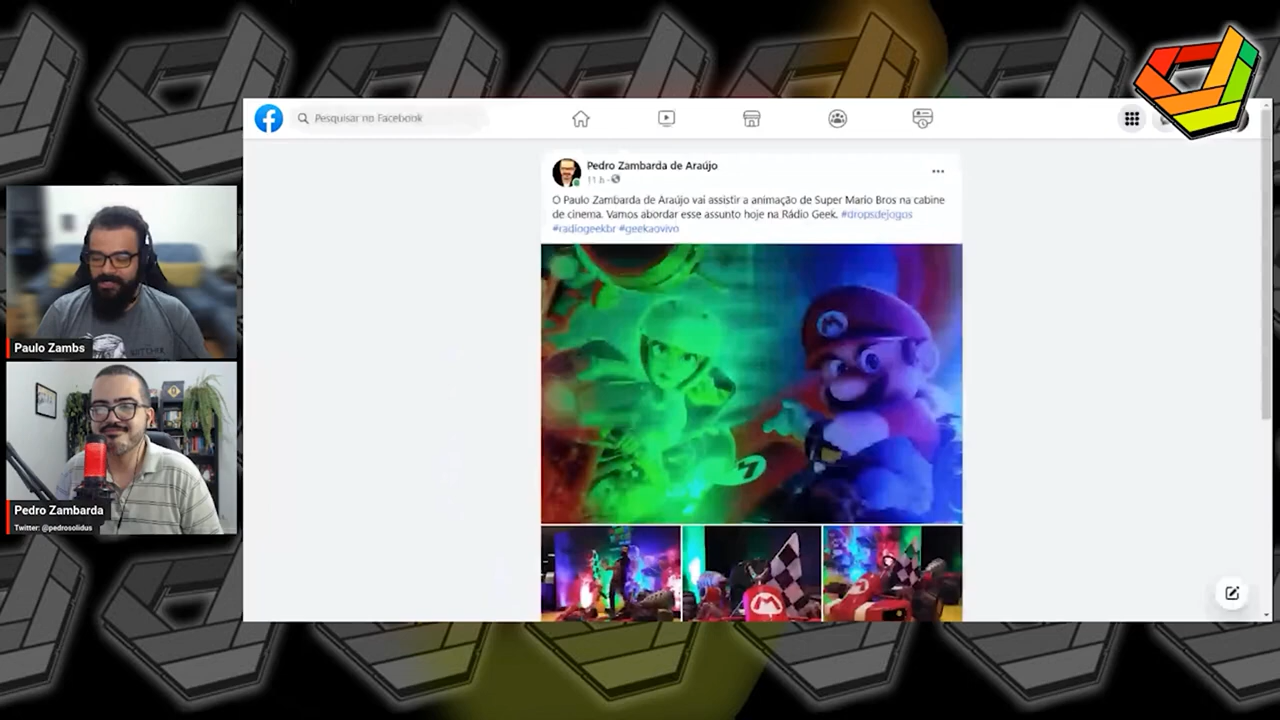 Pesquisar no Facebook
Pedro Zambarda de Araújo
11 h
O Paulo Zambarda de Araújo vai assistir a animação de Super Mario Bros na cabine
de cinema. Vamos abordar esse assunto hoje na Rádio Geek. #dropsdejogos
#radiogeekbr #geekaovivo
M
M
Paulo Zambs
Pedro Zambarda
Twitter: @pedrosolidus